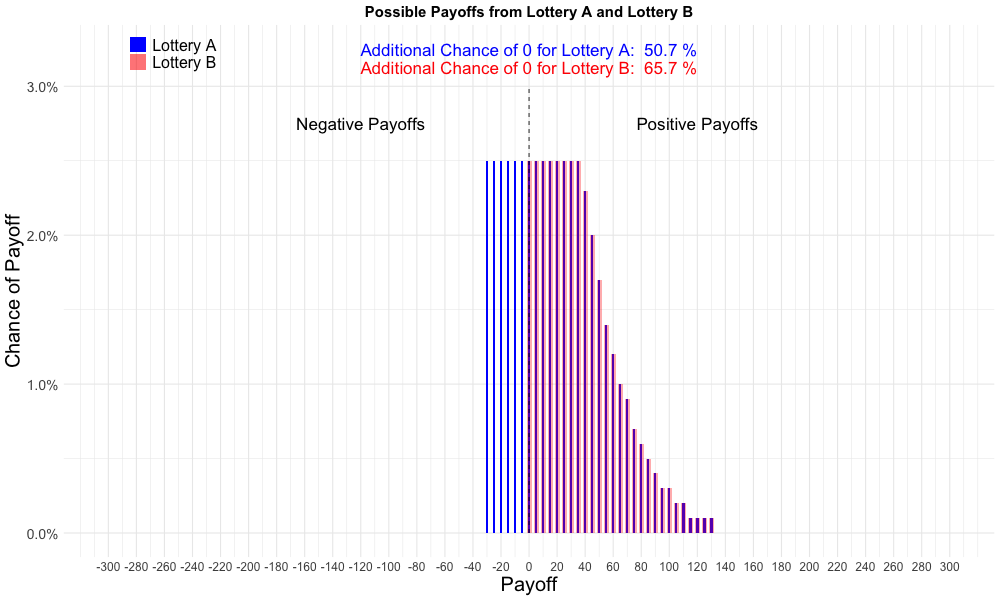 Possible Payoffs from Lottery A and Lottery B
Lottery A
Lottery B
Additional Chance of 0 for Lottery A: 50.7 %
Additional Chance of 0 for Lottery B: 65.7 %
Negative Payoffs
Positive Payoffs
Chance of Payoff
3.0%
2.0%
1.0%
0.0%
-300 -280 -260 -240 -220 -200 -180 -160 -140 -120 -100 -80 -60 -40 -20 0 20 40 60 80 100 120 140 160 180 200 220 240 260 280 300
Payoff